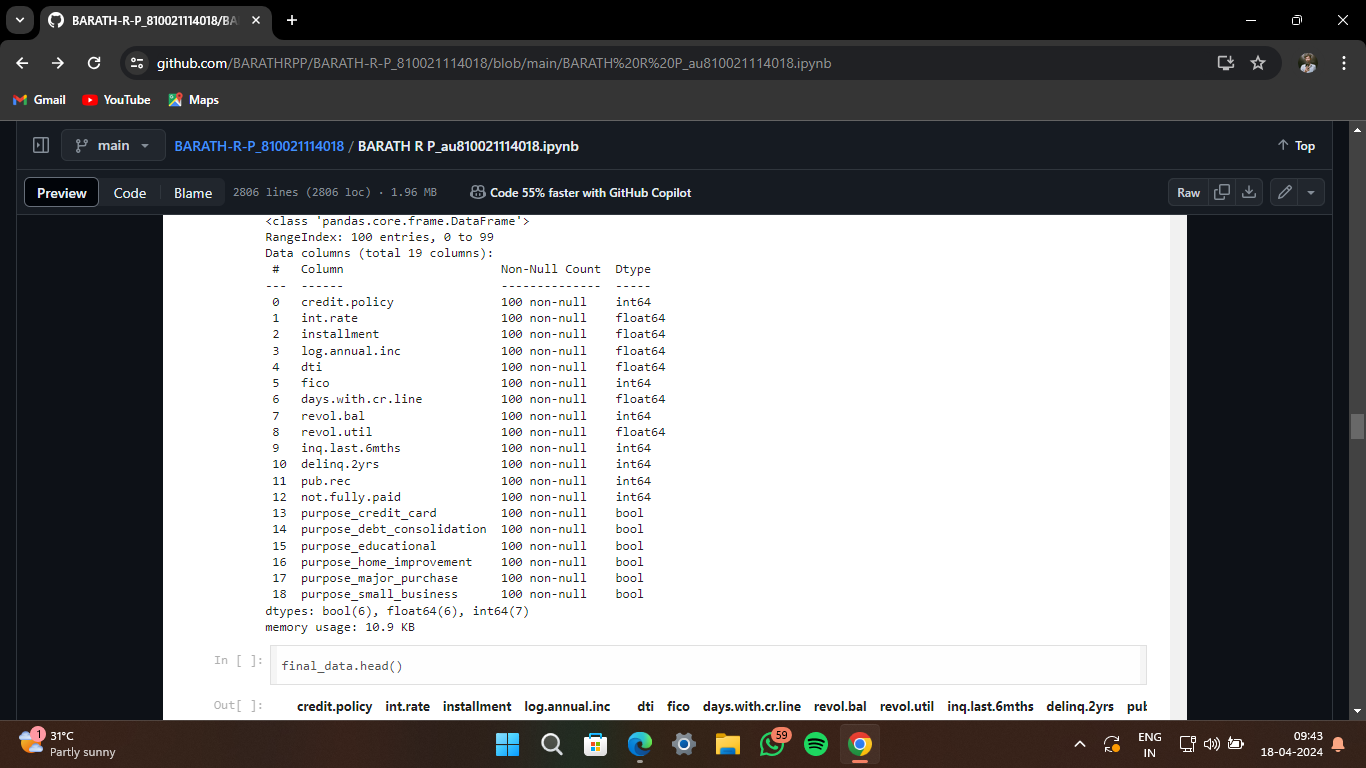 BARATH-R-P_810021114018/BA
github.com/BARATHRPP/BARATH-R-P_810021114018/blob/main/BARATH%20R%20P_au810021114018.ipynb
Gmail YouTube Maps
main BARATH-R-P_810021114018 / BARATH R P_au810021114018.ipynb Top
Preview Code Blame 2806 lines (2806 loc) · 1.96 MB Code 55% faster with GitHub Copilot Raw
<class 'pandas.core.frame.DataFrame'>
RangeIndex: 100 entries, 0 to 99
Data columns (total 19 columns):
# Column Non-Null Count Dtype
--- ------ -------------- -----
0 credit.policy 100 non-null int64
1 int.rate 100 non-null float64
2 installment 100 non-null float64
3 log.annual.inc 100 non-null float64
4 dti 100 non-null float64
5 fico 100 non-null int64
6 days.with.cr.line 100 non-null float64
7 revol.bal 100 non-null int64
8 revol.util 100 non-null float64
9 inq.last.6mths 100 non-null int64
10 delinq.2yrs 100 non-null int64
11 pub.rec 100 non-null int64
12 not.fully.paid 100 non-null int64
13 purpose_credit_card 100 non-null bool
14 purpose_debt_consolidation 100 non-null bool
15 purpose_educational 100 non-null bool
16 purpose_home_improvement 100 non-null bool
17 purpose_major_purchase 100 non-null bool
18 purpose_small_business 100 non-null bool
dtypes: bool(6), float64(6), int64(7)
memory usage: 10.9 KB
In [ ]: final_data.head()
Out[ ]: credit.policy int.rate installment log.annual.inc dti fico days.with.cr.line revol.bal revol.util inq.last.6mths delinq.2yrs pub
1 31°C
Partly sunny
59
ENG
IN
09:43
18-04-2024